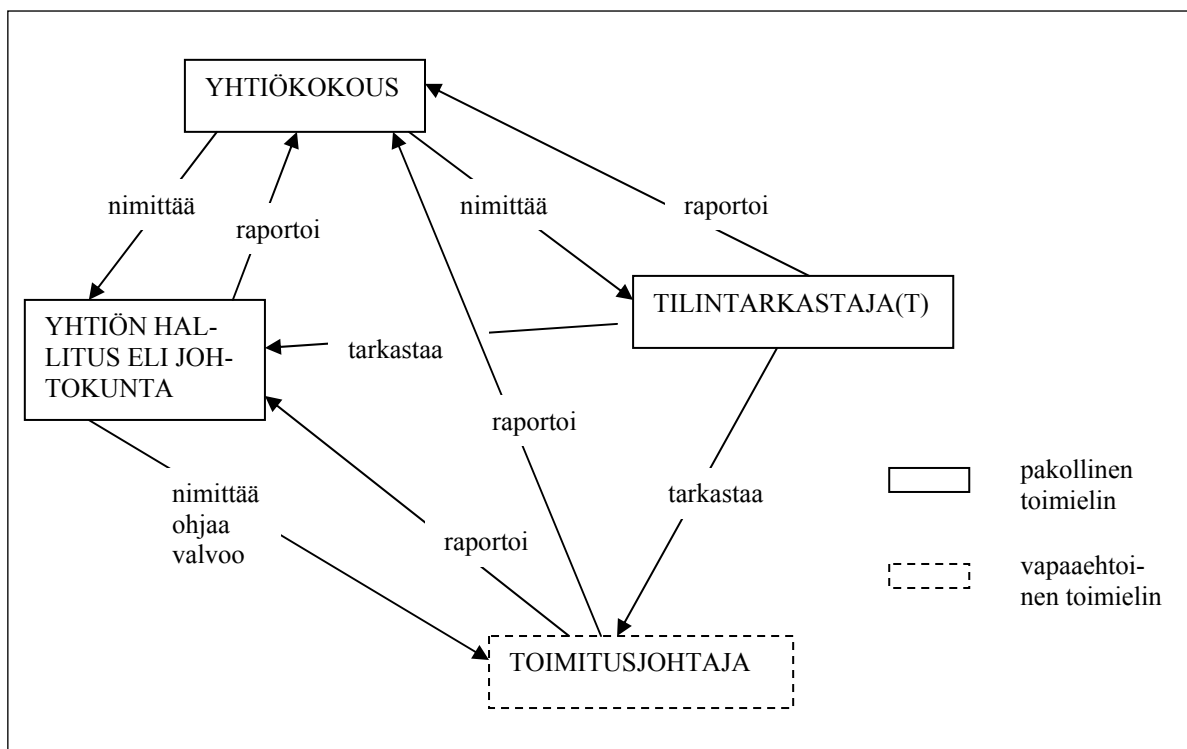 YHTIÖKOKOUS
nimittää
raportoi
nimittää
raportoi
TILINTARKASTAJA(T)
YHTIÖN HAL-
LITUS ELI JOH-
TOKUNTA
tarkastaa
raportoi
nimittää
ohjaa
valvoo
raportoi
tarkastaa
pakollinen
toimielin
vapaaehtoi-
nen toimielin
TOIMITUSJOHTAJA